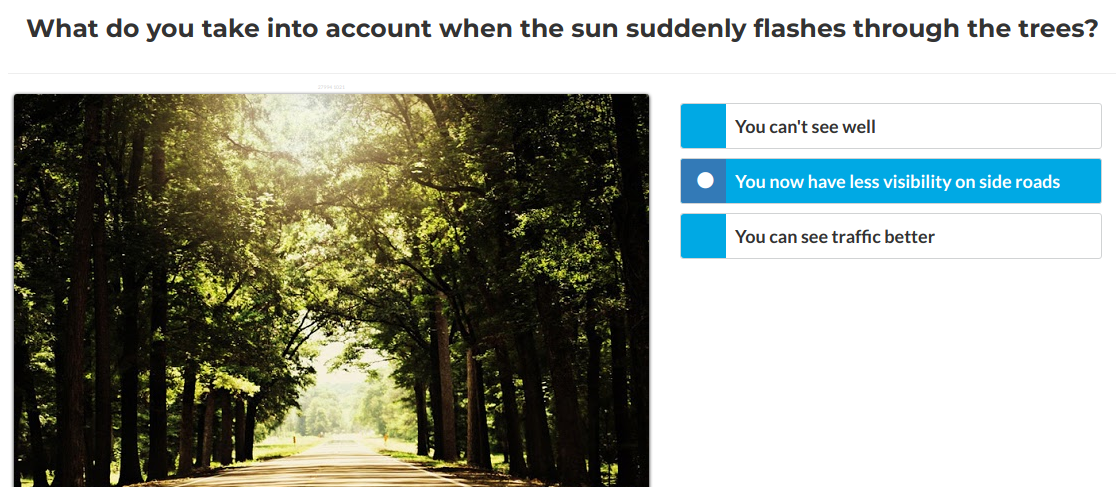 What do you take into account when the sun suddenly flashes through the trees?
You can't see well
You now have less visibility on side roads
You can see traffic better